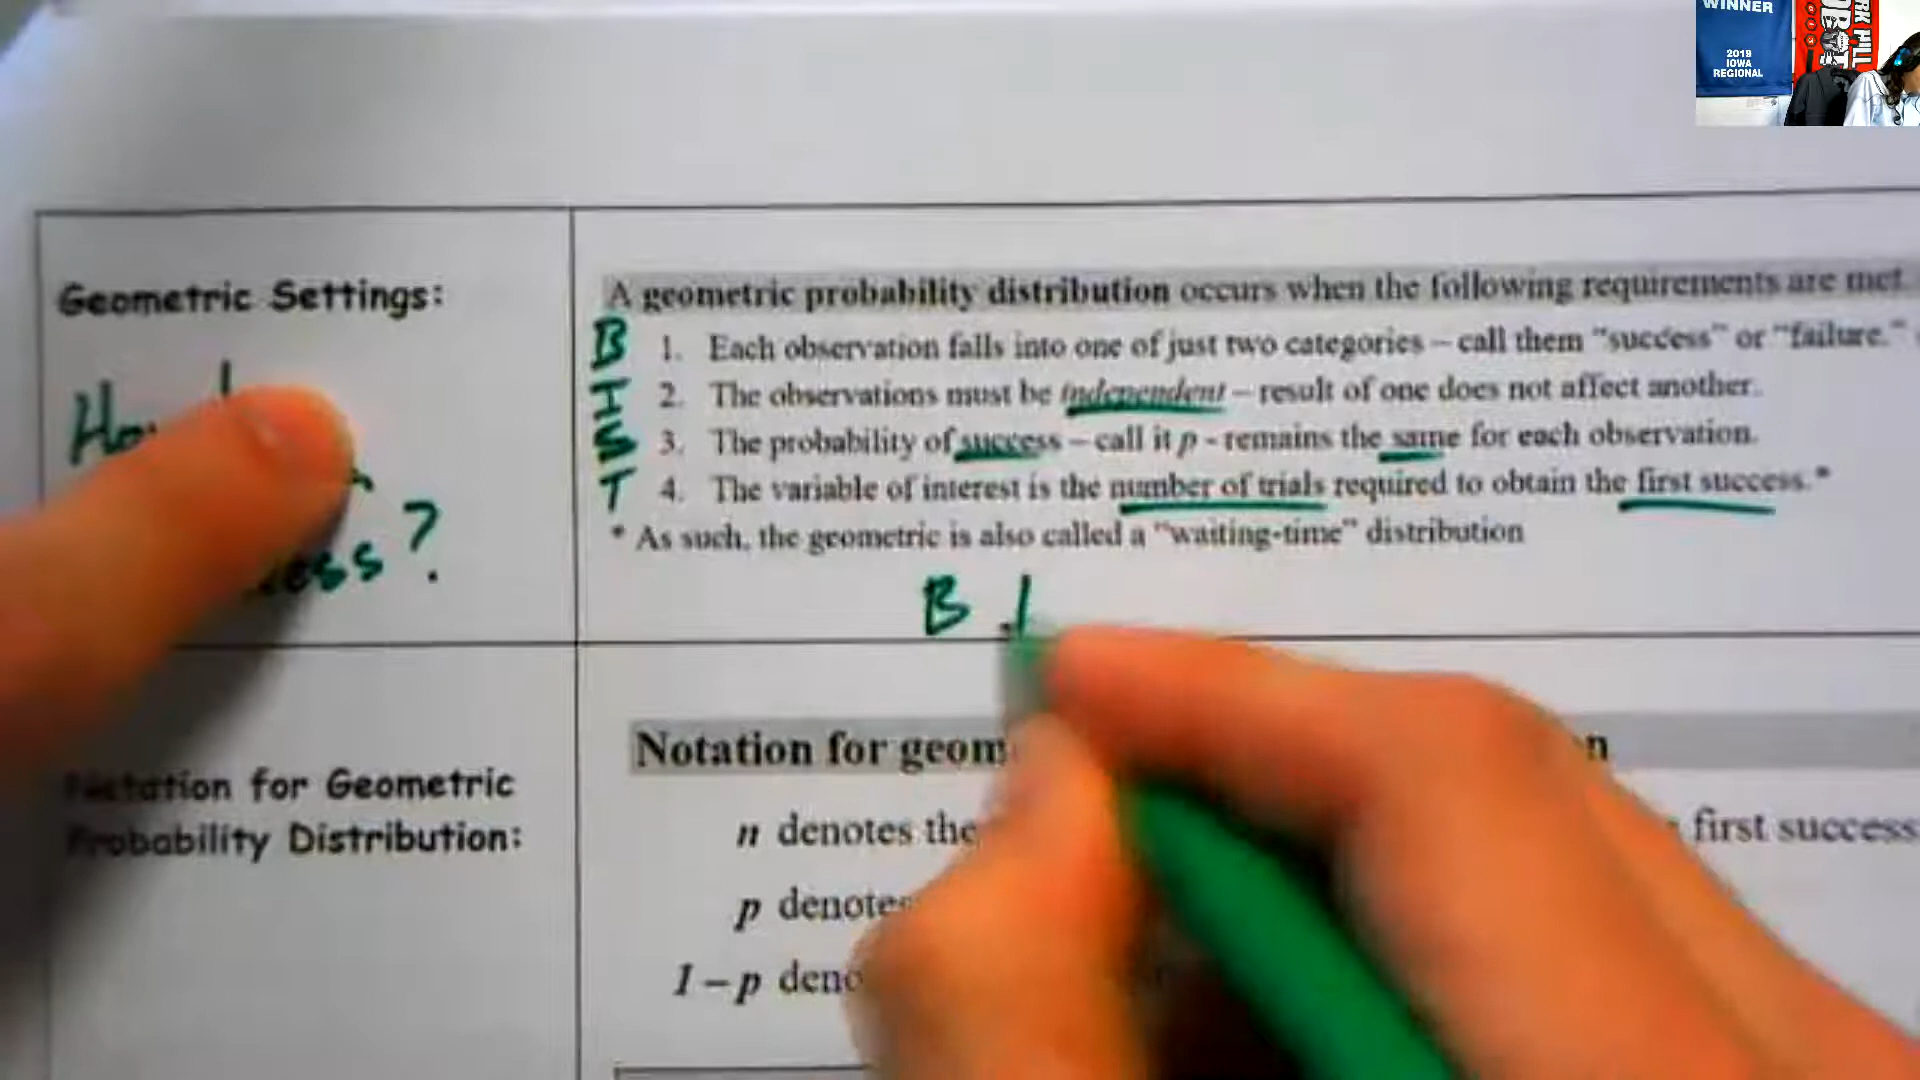 WINNER
2019
IOWA
REGIONAL
Geometric Settings:
?
A geometric probability distribution occurs when the following requirements are met.
B 1. Each observation falls into one of just two categories – call them "success" or "failure."
I 2. The observations must be independent – result of one does not affect another.
S 3. The probability of success – call it p - remains the same for each observation.
T 4. The variable of interest is the number of trials required to obtain the first success.*
* As such, the geometric is also called a "waiting-time" distribution
B I
Notation for Geometric
Probability Distribution:
Notation for
n denotes the first success
p denotes
1 – p